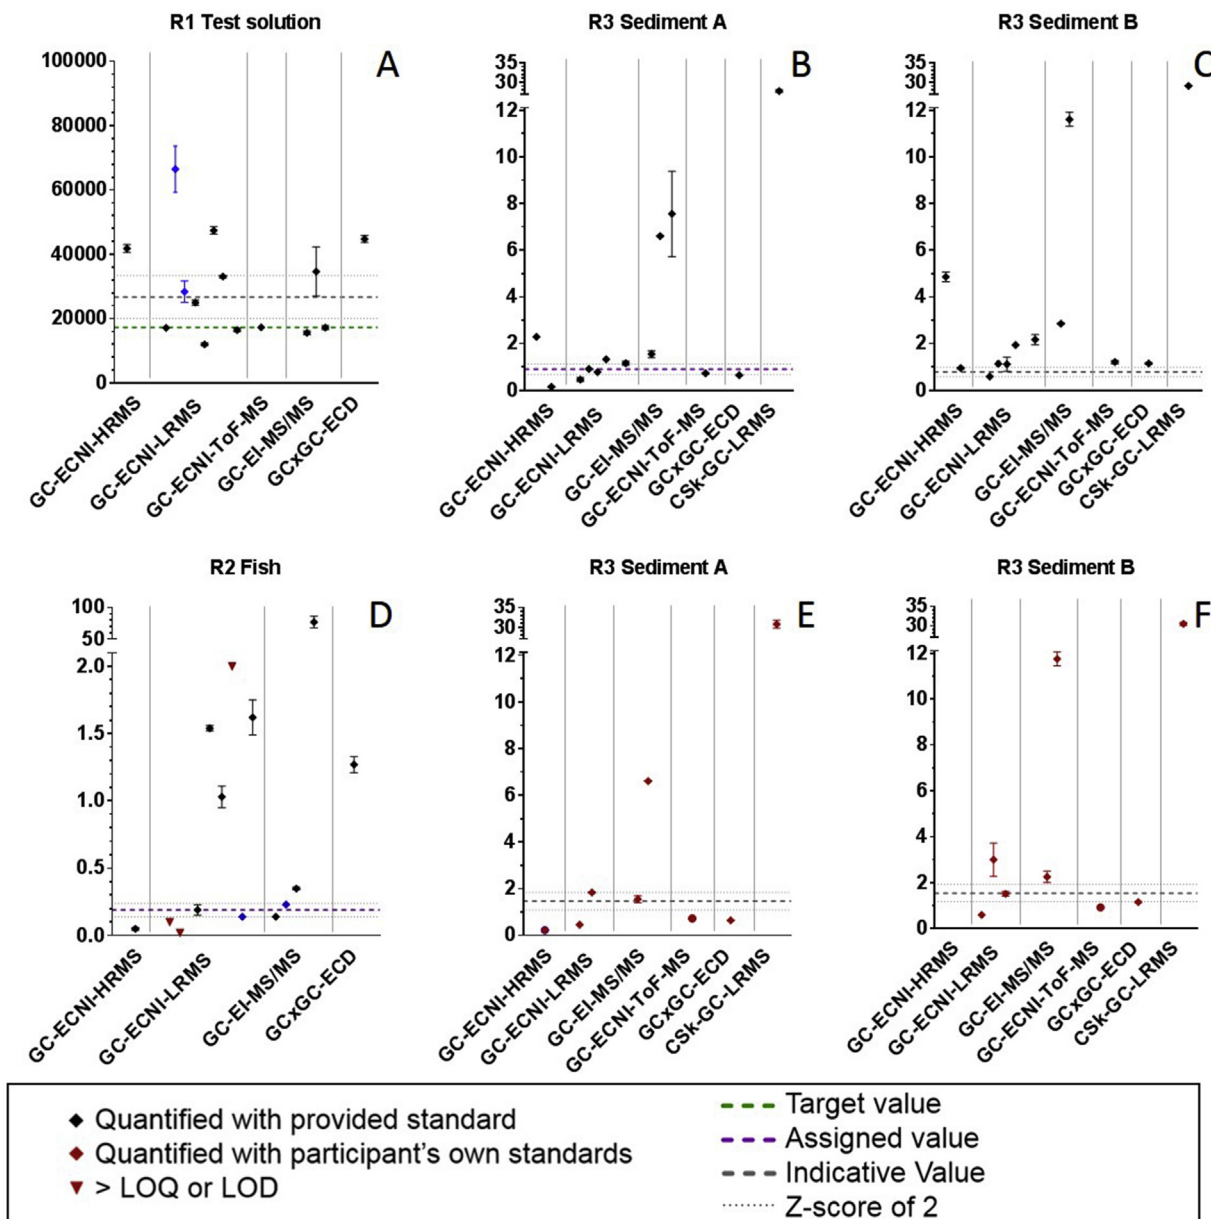 R1 Test solution
R3 Sediment A
R3 Sediment B
A
B
C
100000
80000
60000
40000
20000
0
35
30
12
10
8
6
4
2
0
35
30
12
10
8
6
4
2
0
GC-ECNI-HRMS
GC-ECNI-LRMS
GC-ECNI-ToF-MS
GC-EI-MS/MS
GCxGC-ECD
GC-ECNI-HRMS
GC-ECNI-LRMS
GC-EI-MS/MS
GC-ECNI-ToF-MS
GCxGC-ECD
CSk-GC-LRMS
GC-ECNI-HRMS
GC-ECNI-LRMS
GC-EI-MS/MS
GC-ECNI-ToF-MS
GCxGC-ECD
CSk-GC-LRMS
R2 Fish
R3 Sediment A
R3 Sediment B
D
E
F
100
50
2.0
1.5
1.0
0.5
0.0
35
30
12
10
8
6
4
2
0
35
30
12
10
8
6
4
2
0
GC-ECNI-HRMS
GC-ECNI-LRMS
GC-EI-MS/MS
GCxGC-ECD
GC-ECNI-HRMS
GC-ECNI-LRMS
GC-EI-MS/MS
GC-ECNI-ToF-MS
GCxGC-ECD
CSk-GC-LRMS
GC-ECNI-HRMS
GC-ECNI-LRMS
GC-EI-MS/MS
GC-ECNI-ToF-MS
GCxGC-ECD
CSk-GC-LRMS
Quantified with provided standard
Quantified with participant's own standards
> LOQ or LOD
Target value
Assigned value
Indicative Value
Z-score of 2